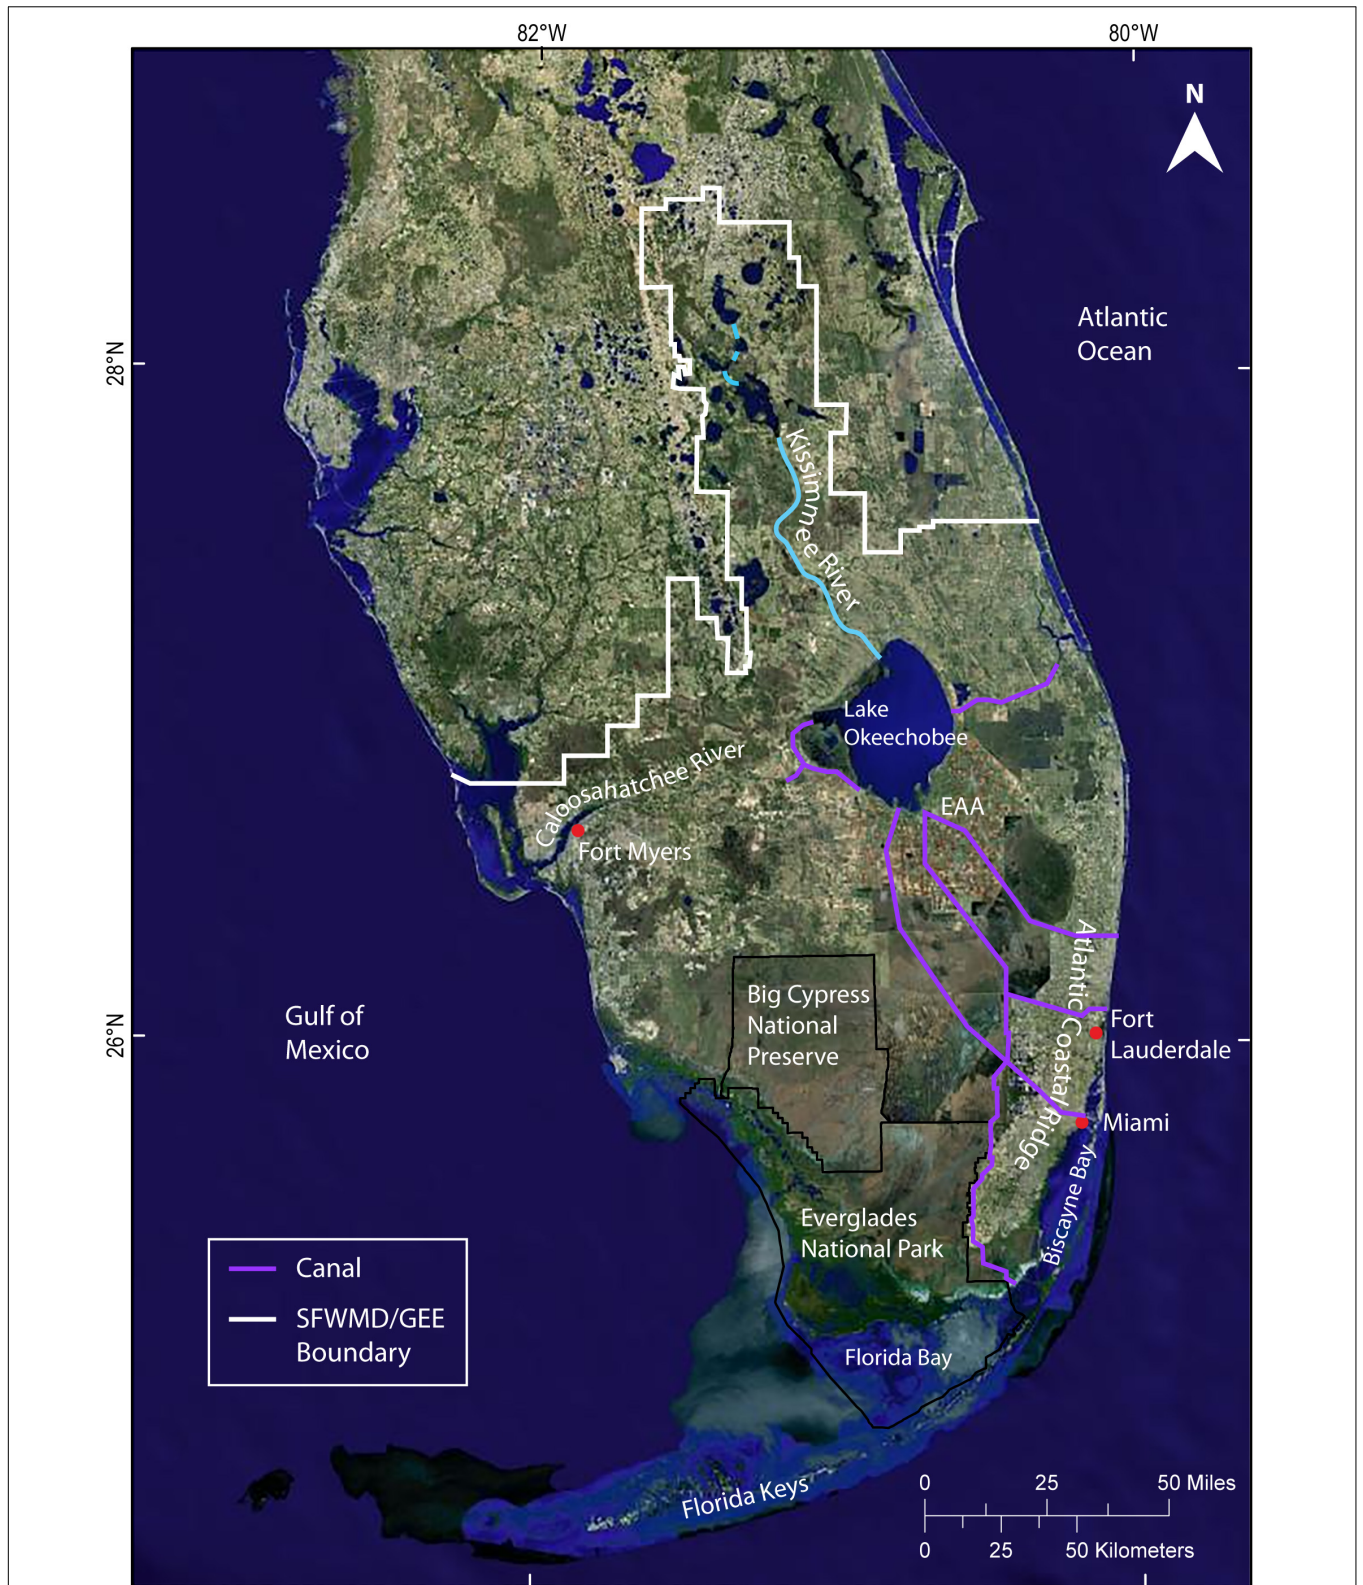 82°W
80°W
N
Atlantic
Ocean
28°N
Kissimmee River
Lake
Okeechobee
Caloosahatchee River
EAA
Fort Myers
Atlantic Coastal Ridge
Big Cypress
National
Preserve
Gulf of
Mexico
26°N
Fort
Lauderdale
Miami
Biscayne Bay
Everglades
National Park
Canal
SFWMD/GEE
Boundary
Florida Bay
Florida Keys
0 25 50 Miles
0 25 50 Kilometers